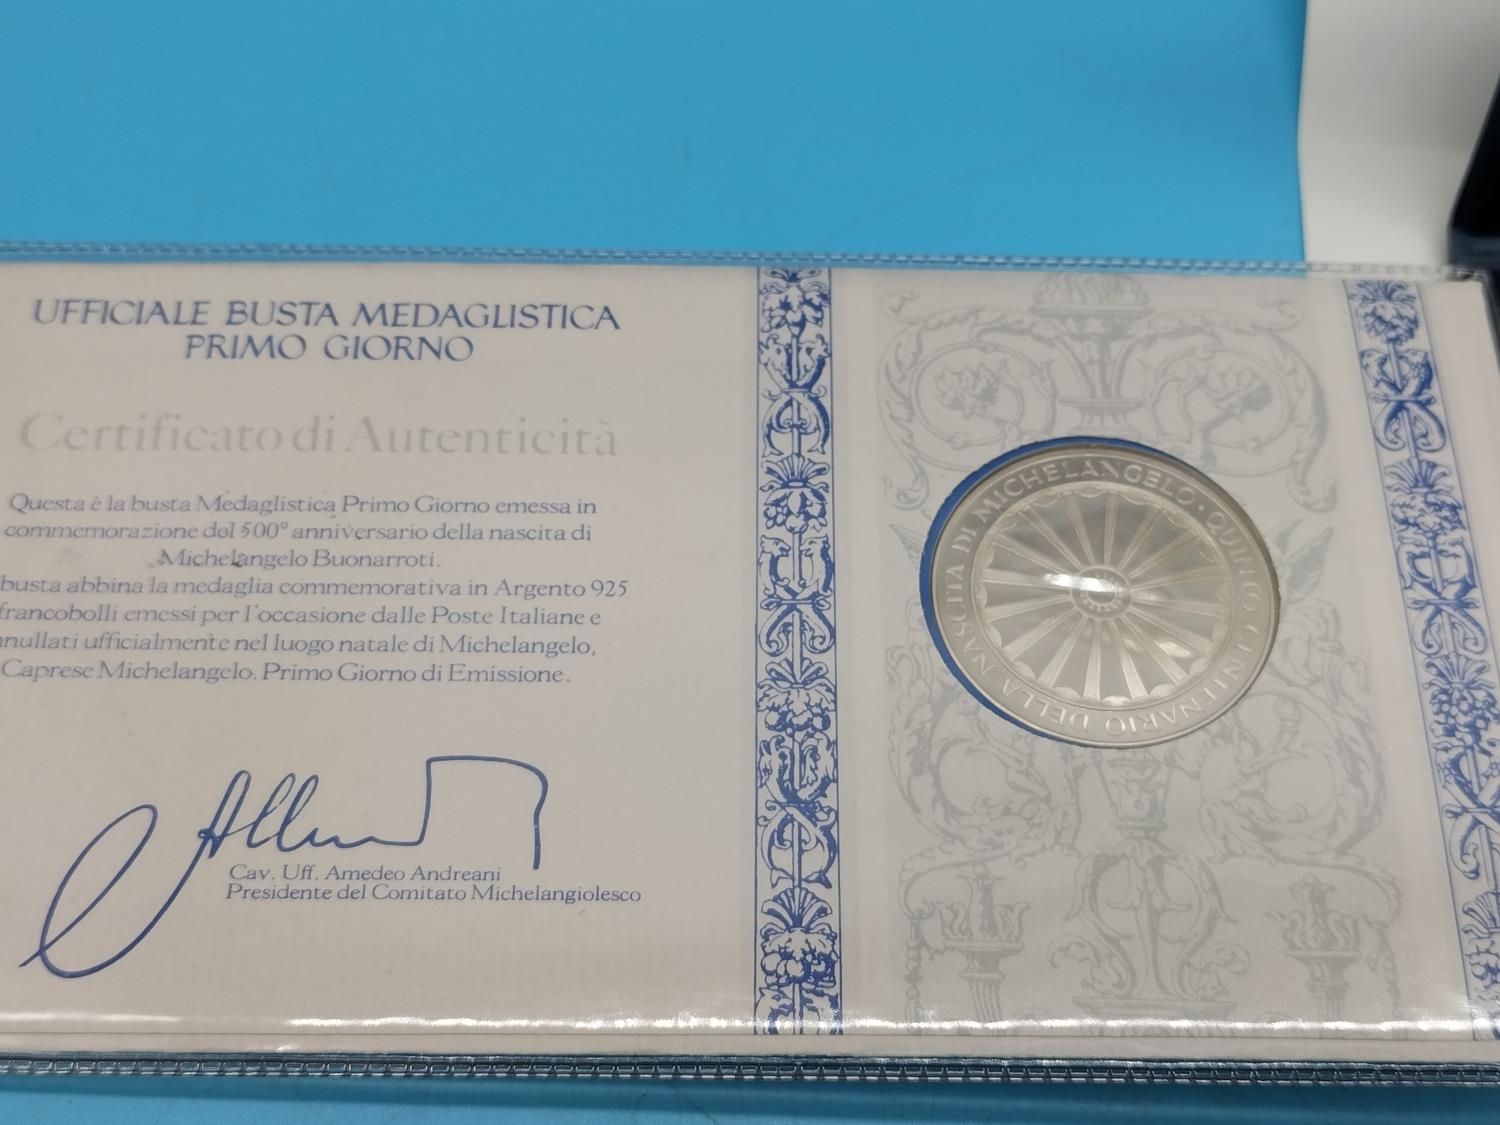 UFFICIALE BUSTA MEDAGLISTICA
PRIMO GIORNO
Certificato di Autenticità
Questa è la busta Medaglistica Primo Giorno emessa in
commemorazione del 500° anniversario della nascita di
Michelangelo Buonarroti.
busta abbina la medaglia commemorativa in Argento 925
francobolli emessi per l'occasione dalle Poste Italiane e
nnullati ufficialmente nel luogo natale di Michelangelo,
Caprese Michelangelo. Primo Giorno di Emissione.
Cav. Uff. Amedeo Andreani
Presidente del Comitato Michelangiolesco
QUINTO CENTENARIO DELLA NASCITA DI MICHELANGELO ·